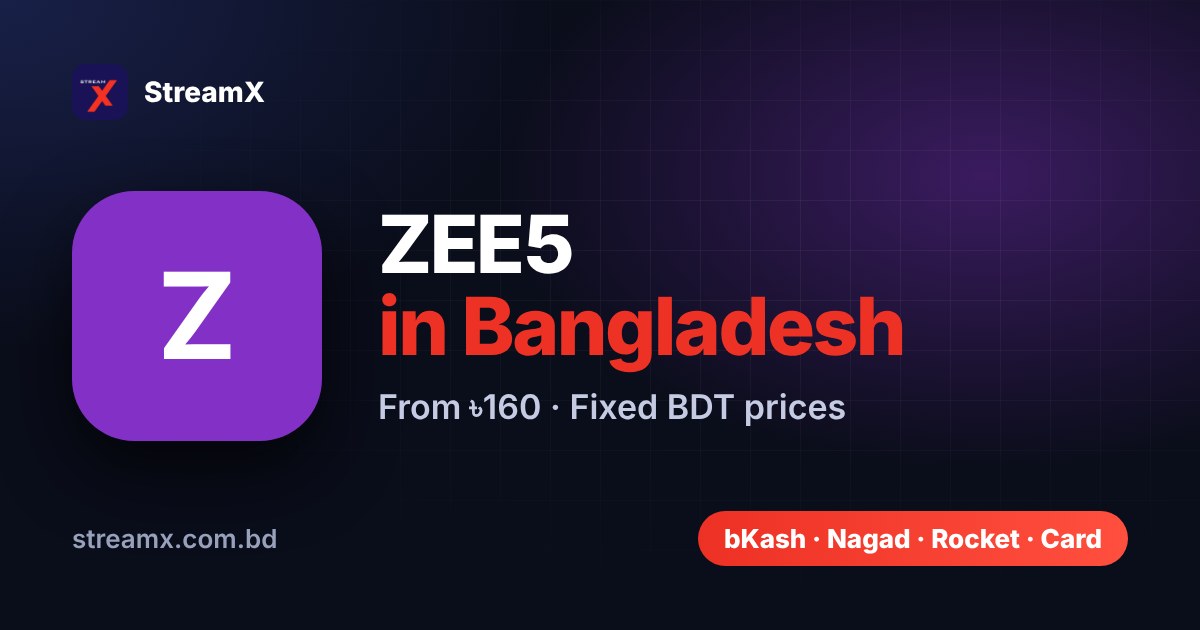 STREAM
X
StreamX
Z
ZEE5
in Bangladesh
From ৳160 · Fixed BDT prices
streamx.com.bd
bKash · Nagad · Rocket · Card